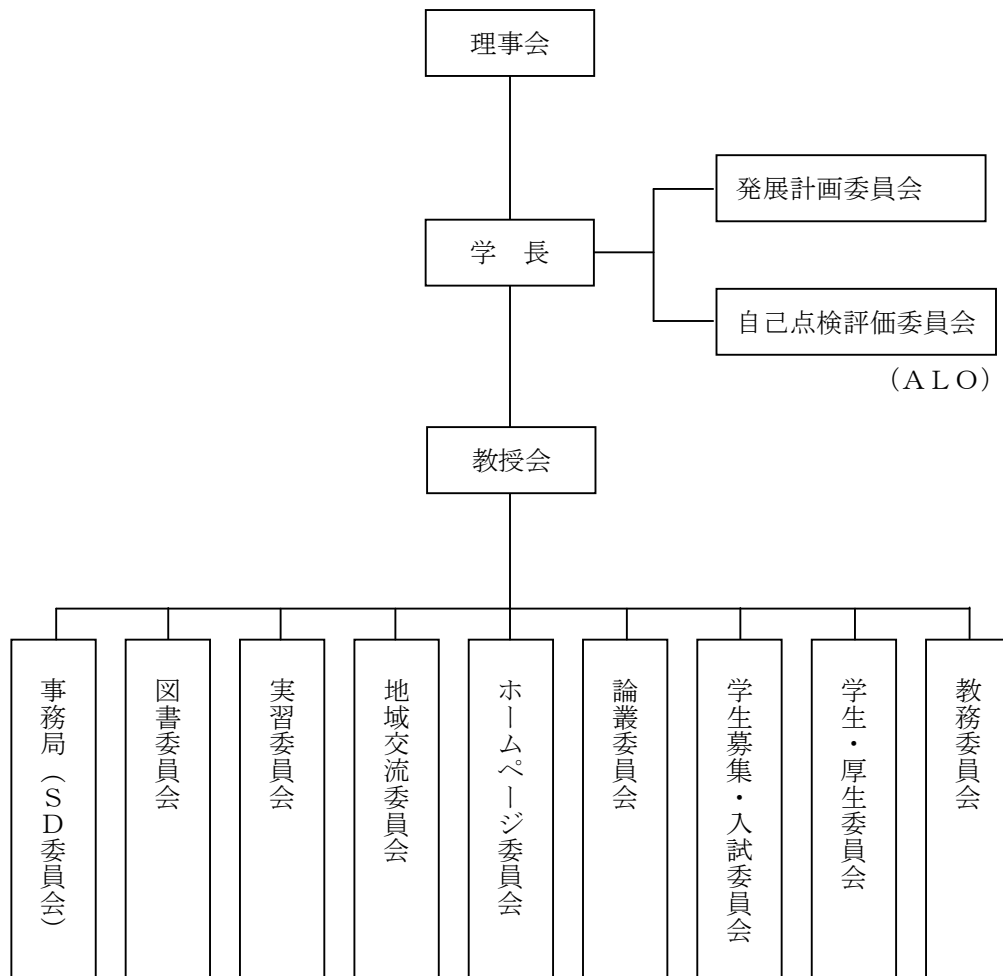 理事会
発展計画委員会
学　長
自己点検評価委員会
（ＡＬＯ）
教授会
事務局（ＳＤ委員会）
図書委員会
実習委員会
地域交流委員会
ホームページ委員会
論叢委員会
学生募集・入試委員会
学生・厚生委員会
教務委員会